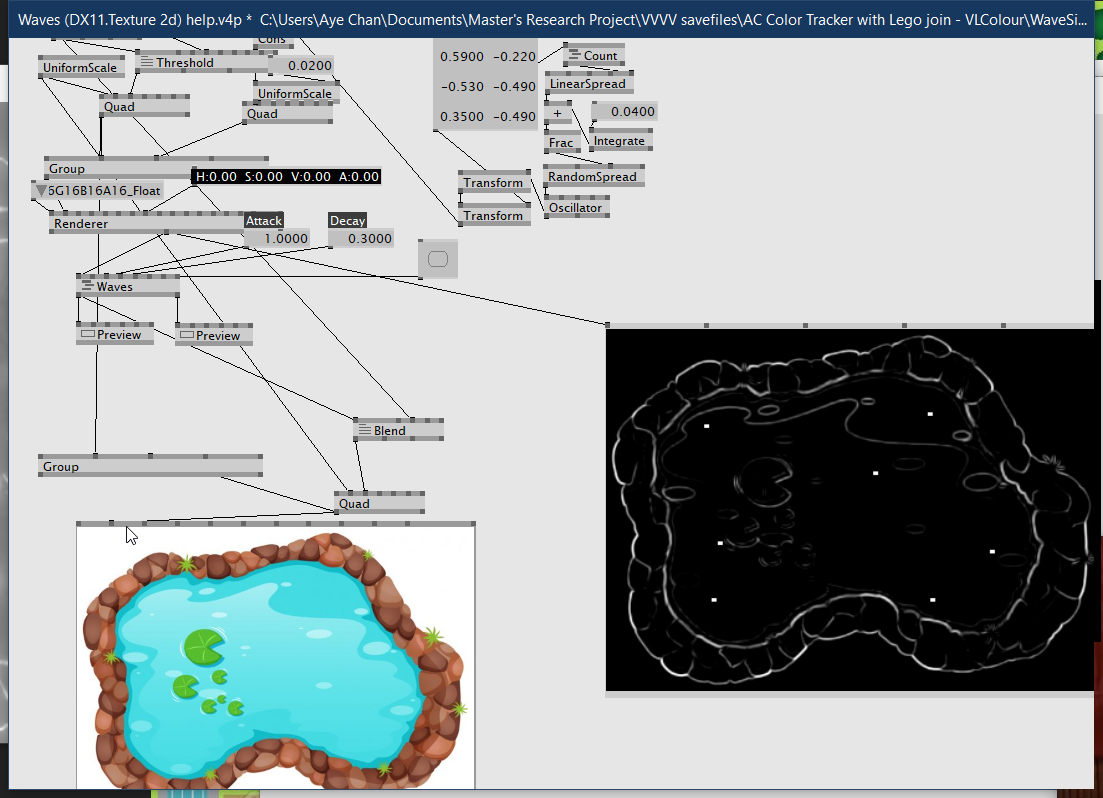 Waves (DX11.Texture 2d) help.v4p * C:\Users\Aye Chan\Documents\Master's Research Project\VVVV savefiles\AC Color Tracker with Lego join - VLColour\WaveSi...
Cons
UniformScale
Threshold
0.0200
UniformScale
Quad
Quad
0.5900 -0.220
-0.530 -0.490
0.3500 -0.490
Count
LinearSpread
+
0.0400
Frac
Integrate
RandomSpread
Oscillator
Transform
Transform
Group
H:0.00 S:0.00 V:0.00 A:0.00
6G16B16A16_Float
Renderer
Attack
1.0000
Decay
0.3000
Waves
Preview
Preview
Blend
Group
Quad